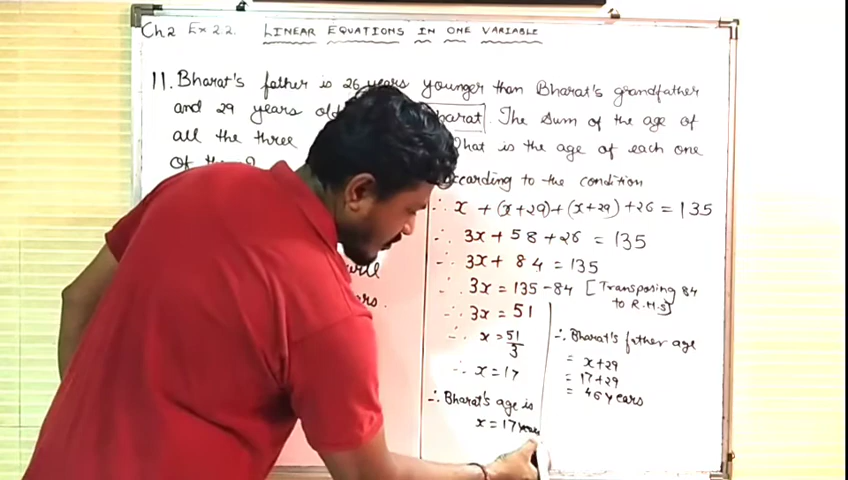 Ch 2 Ex 2.2. LINEAR EQUATIONS IN ONE VARIABLE
11. Bharat's father is 26 years younger than Bharat's grandfather
and 29 years old The sum of the age of
all the three What is the age of each one
of
According to the condition
∴ x + (x+29)+(x+29)+26 = 135
∴ 3x + 58 + 26 = 135
∴ 3x + 84 = 135
∴ 3x = 135 - 84 [Transposing 84
to R.H.S]
∴ 3x = 51
∴ x = 51/3
∴ x = 17
∴ Bharat's age is
x = 17 years
∴ Bharat's father age
= x+29
= 17+29
= 46 years